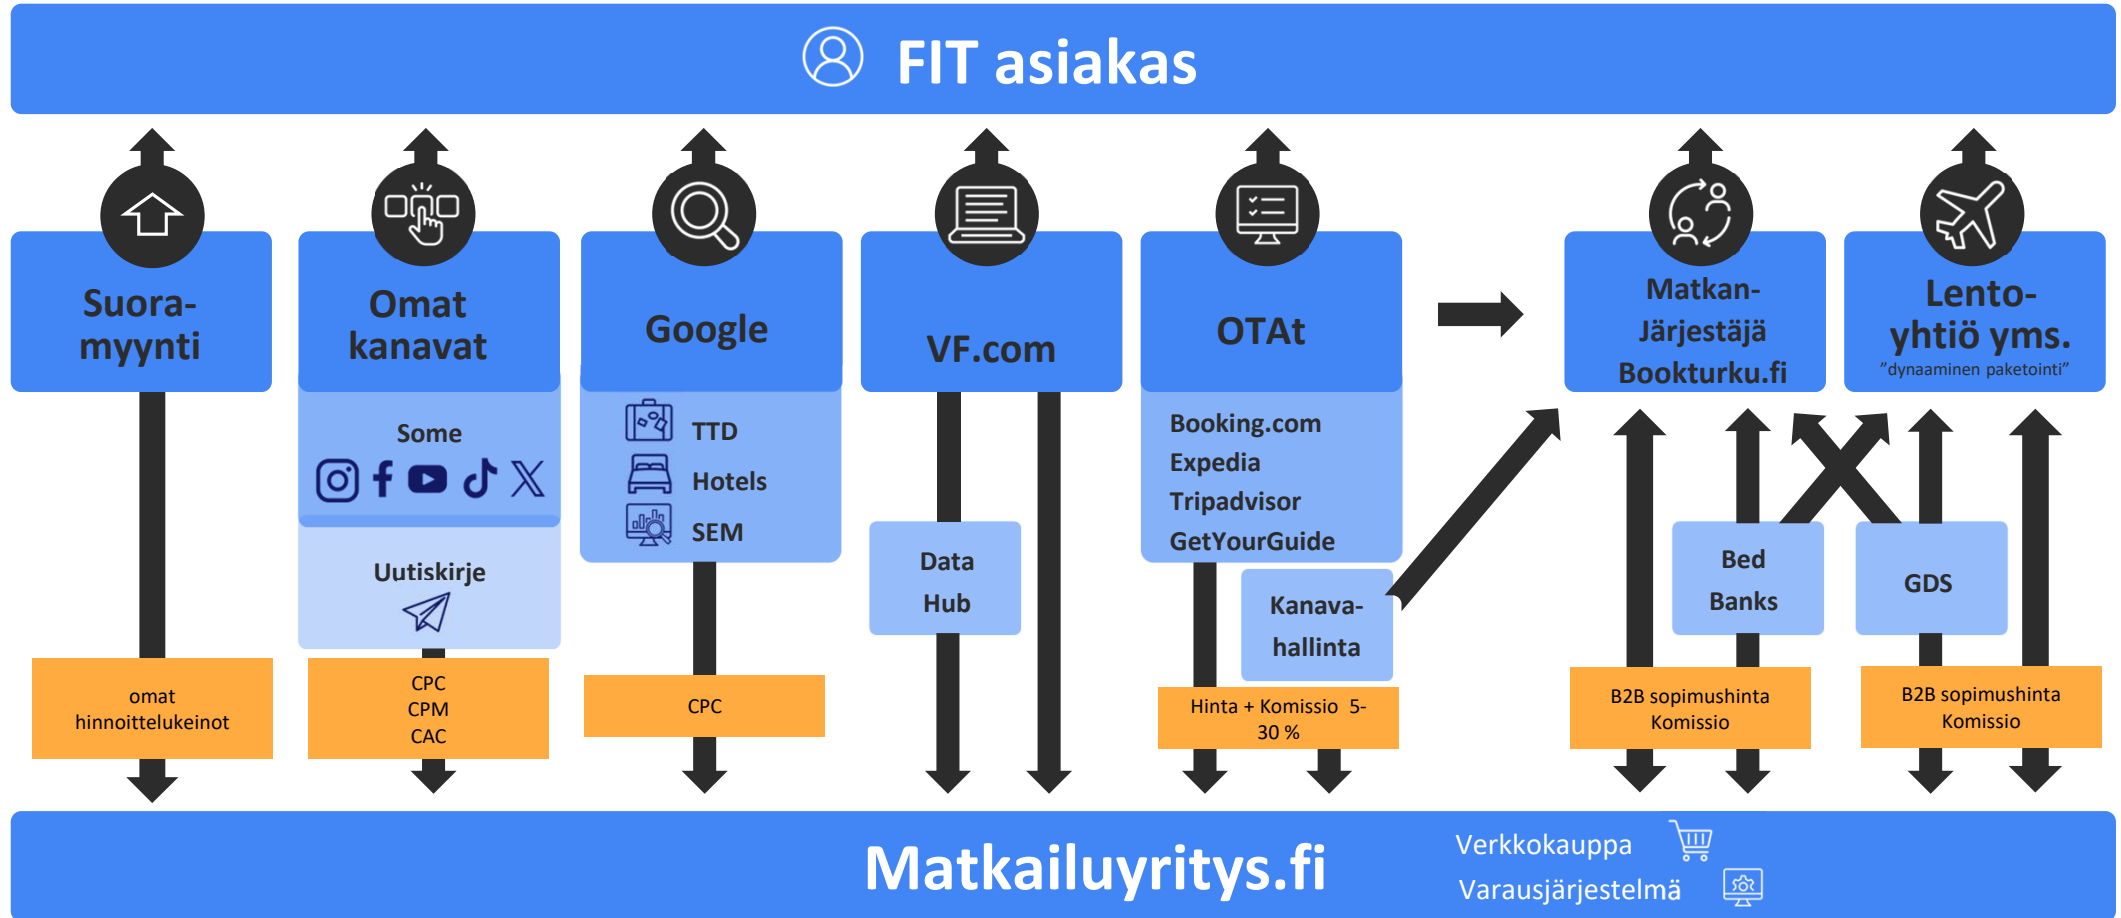 FIT asiakas
Suora-
myynti
Omat
kanavat
Some
Uutiskirje
Google
TTD
Hotels
SEM
VF.com
Data
Hub
OTAt
Booking.com
Expedia
Tripadvisor
GetYourGuide
Kanava-
hallinta
Matkan-
Järjestäjä
Bookturku.fi
Lento-
yhtiö yms.
”dynaaminen paketointi”
Bed
Banks
GDS
omat
hinnoittelukeinot
CPC
CPM
CAC
CPC
Hinta + Komissio 5-
30 %
B2B sopimushinta
Komissio
B2B sopimushinta
Komissio
Matkailuyritys.fi
Verkkokauppa
Varausjärjestelmä